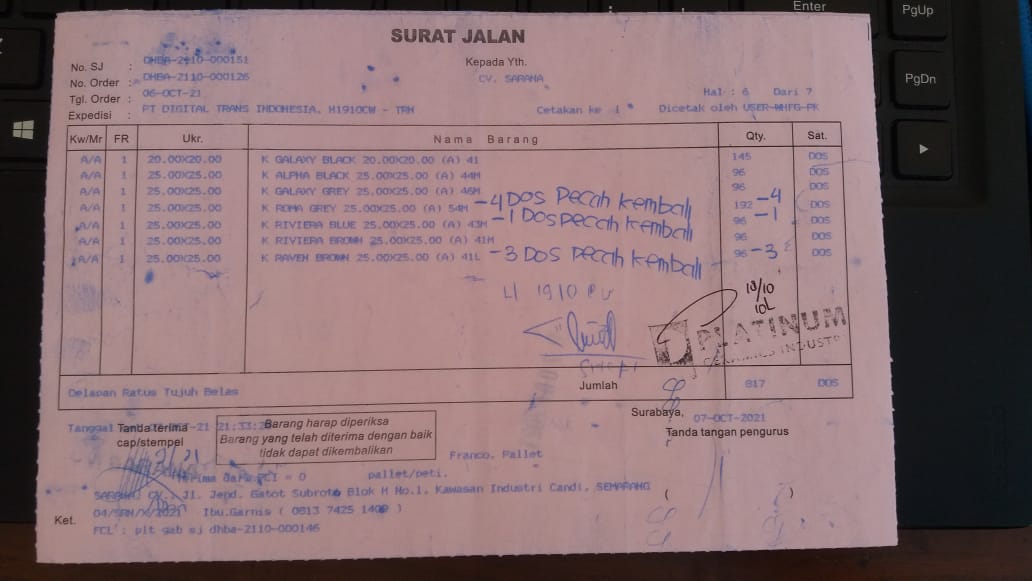 Enter
PgUp
PgDn
SURAT JALAN
Kepada Yth.
CV. SARANA
No. SJ : DHBA-2110-000151
No. Order : DHBA-2110-000126
Tgl. Order : 06-OCT-21
Expedisi : PT DIGITAL TRANS INDONESIA, H1910CW - TRH
Hal : 6 Dari 7
Cetakan ke 1 Dicetak oleh USER-WHFG-PK
Kw/Mr FR Ukr. Nama Barang Qty. Sat.
A/A 1 20.00X20.00 K GALAXY BLACK 20.00X20.00 (A) 41 145 DOS
A/A 1 25.00X25.00 K ALPHA BLACK 25.00X25.00 (A) 44M 96 DOS
A/A 1 25.00X25.00 K GALAXY GREY 25.00X25.00 (A) 46M 96 DOS
A/A 1 25.00X25.00 K ROMA GREY 25.00X25.00 (A) 54M -4 DOS Pecah Kembali 192 -4 DOS
A/A 1 25.00X25.00 K RIVIERA BLUE 25.00X25.00 (A) 43M -1 DOS Pecah Kembali 96 -1 DOS
A/A 1 25.00X25.00 K RIVIERA BROWN 25.00X25.00 (A) 41M 96 DOS
A/A 1 25.00X25.00 K RAVEN BROWN 25.00X25.00 (A) 41L -3 DOS Pecah Kembali 96 -3 DOS
1910
PLATINUM
CERAMICS INDUSTRY
Delapan Ratus Tujuh Belas Jumlah 817 DOS
Surabaya, 07-OCT-2021
Tanda tangan pengurus
Tanggal
21:33:2
Tanda terima
cap/stempel
Barang harap diperiksa
Barang yang telah diterima dengan baik
tidak dapat dikembalikan
Franco, Pallet
Terima dari PCI = 0 pallet/peti.
SARANA, CV. Jl. Jend. Gatot Subroto Blok M No.1, Kawasan Industri Candi, SEMARANG
04/SRN/X/2021 Ibu.Garnis ( 0813 7425 1400 )
Ket. FCL : plt gab sj dhba-2110-000146
( )